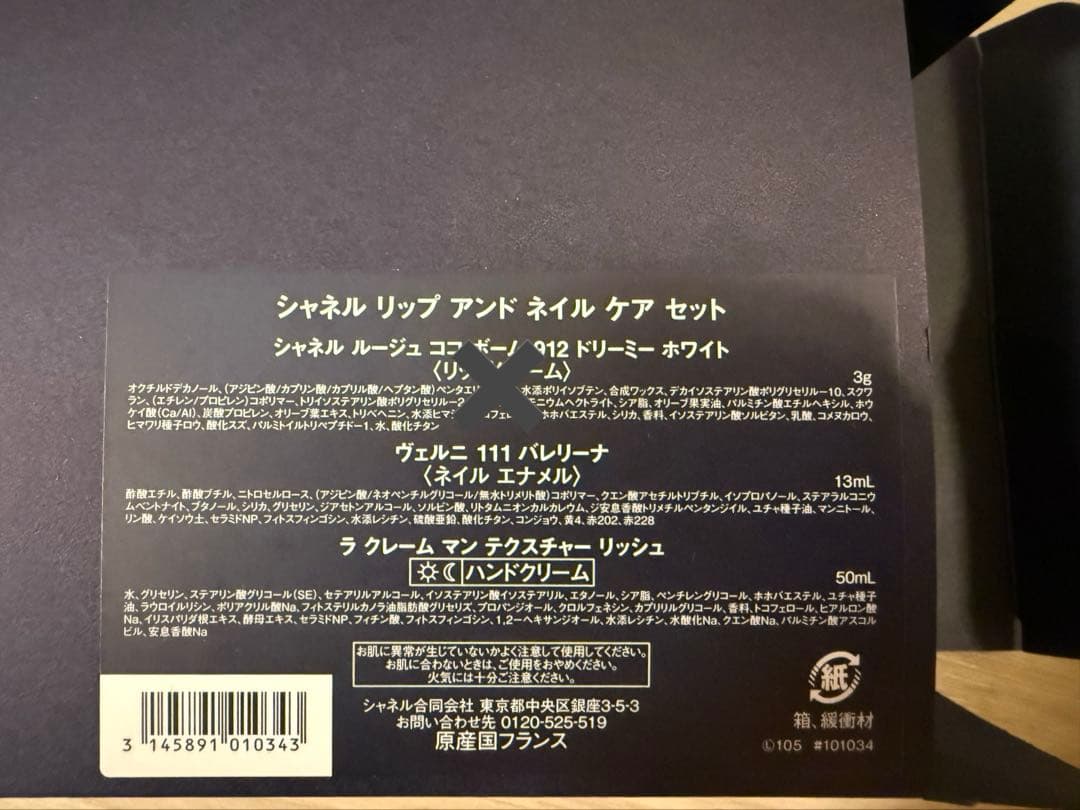 シャネル リップ アンド ネイル ケア セット
シャネル ルージュ ココ ボーム 912 ドリーミー ホワイト
〈リップ バーム〉
3g
オクチルドデカノール、(アジピン酸/カプリン酸/カプリル酸/ヘプタン酸)ペンタエリ 水添ポリイソブテン、合成ワックス、デカイソステアリン酸ポリグリセリル-10、スクワ
ラン、(エチレン/プロピレン)コポリマー、トリイソステアリン酸ポリグリセリル-2 ニウムヘクトライト、シア脂、オリーブ果実油、パルミチン酸エチルヘキシル、ホウ
ケイ酸(Ca/Al)、炭酸プロピレン、オリーブ葉エキス、トリベヘニン、水添ヒマシ コフェロ ホホバエステル、シリカ、香料、イソステアリン酸ソルビタン、乳酸、コメヌカロウ、
ヒマワリ種子ロウ、酸化スズ、パルミトイルトリペプチド-1、水、酸化チタン
ヴェルニ 111 バレリーナ
〈ネイル エナメル〉
13mL
酢酸エチル、酢酸ブチル、ニトロセルロース、(アジピン酸/ネオペンチルグリコール/無水トリメリト酸)コポリマー、クエン酸アセチルトリブチル、イソプロパノール、ステアラルコニウ
ムベントナイト、ブタノール、シリカ、グリセリン、ジアセトンアルコール、ソルビン酸、リトタムニオンカルカレウム、ジ安息香酸トリメチルペンタンジイル、ユチャ種子油、マンニトール、
リン酸、ケイソウ土、セラミドNP、フィトスフィンゴシン、水添レシチン、硫酸亜鉛、酸化チタン、コンジョウ、黄4、赤202、赤228
ラ クレーム マン テクスチャー リッシュ
ハンドクリーム
50mL
水、グリセリン、ステアリン酸グリコール(SE)、セテアリルアルコール、イソステアリン酸イソステアリル、エタノール、シア脂、ペンチレングリコール、ホホバエステル、ユチャ種子
油、ラウロイルリシン、ポリアクリル酸Na、フィトステリルカノラ油脂肪酸グリセリズ、プロパンジオール、クロルフェネシン、カプリリルグリコール、香料、トコフェロール、ヒアルロン酸
Na、イリスパリダ根エキス、酵母エキス、セラミドNP、フィチン酸、フィトスフィンゴシン、1,2-ヘキサンジオール、水添レシチン、水酸化Na、クエン酸Na、パルミチン酸アスコル
ビル、安息香酸Na
お肌に異常が生じていないかよく注意して使用してください。
お肌に合わないときは、ご使用をおやめください。
火気には十分ご注意ください。
シャネル合同会社 東京都中央区銀座3-5-3
お問い合わせ先 0120-525-519
原産国フランス
紙
箱、緩衝材
Ⓛ105 #101034
3 145891 010343